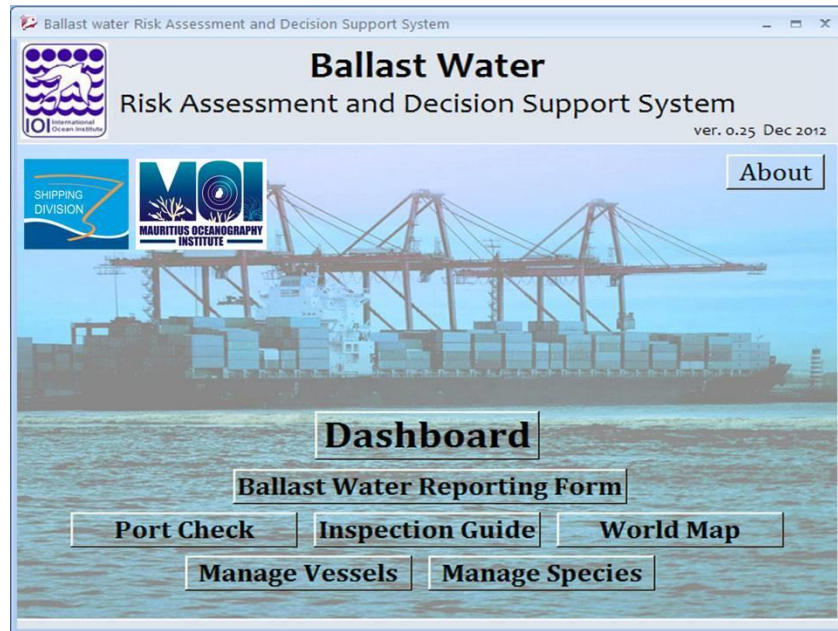 Ballast water Risk Assessment and Decision Support System
Ballast Water
Risk Assessment and Decision Support System
ver. 0.25 Dec 2012
IOI International
Ocean Institute
SHIPPING
DIVISION
MOI
MAURITIUS OCEANOGRAPHY
INSTITUTE
About
Dashboard
Ballast Water Reporting Form
Port Check
Inspection Guide
World Map
Manage Vessels
Manage Species